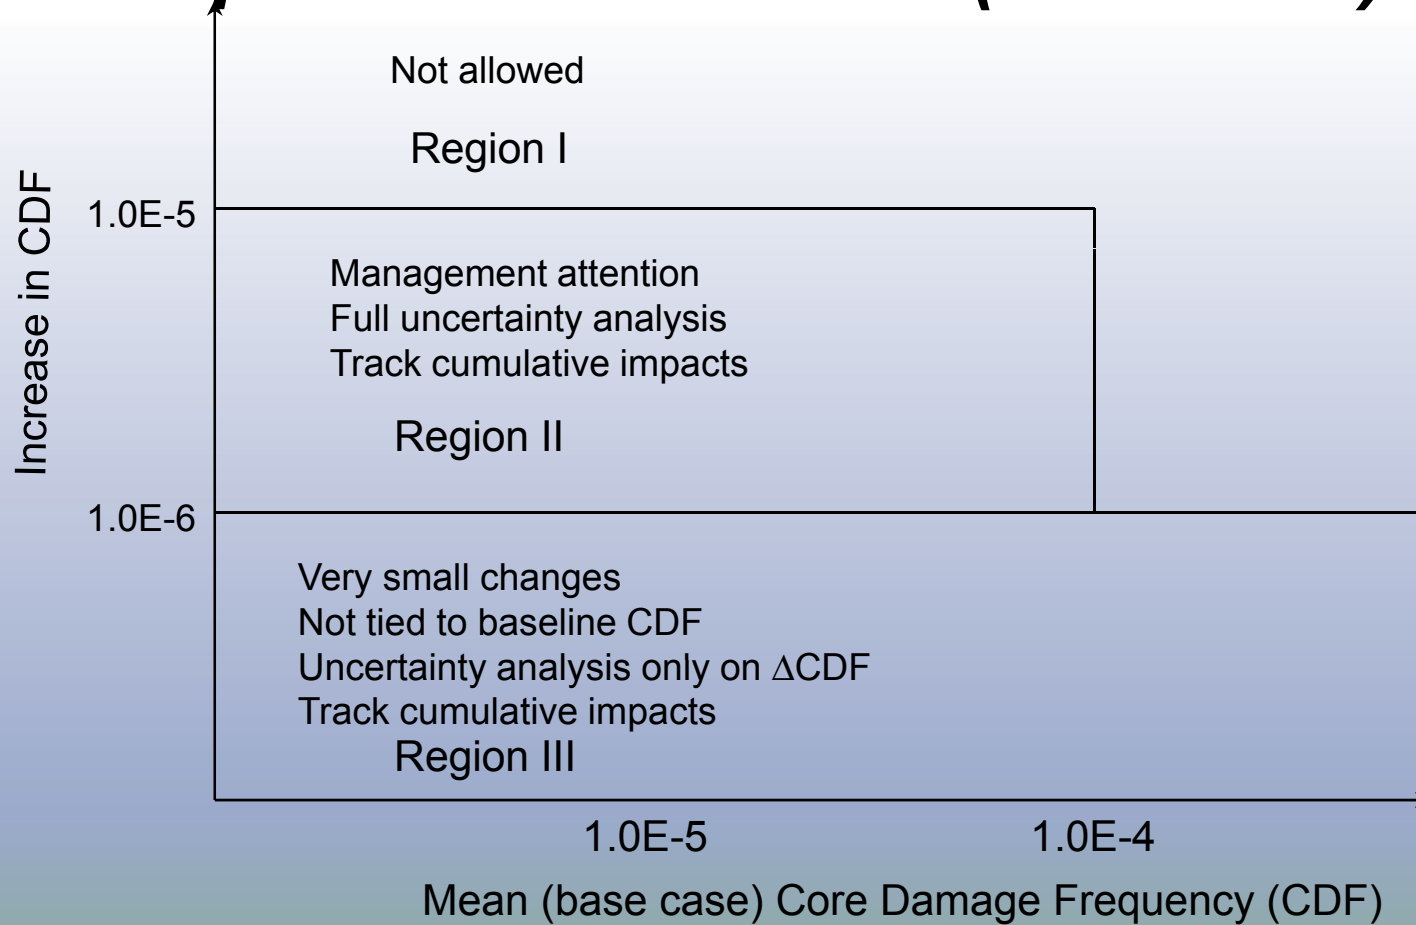 Not allowed
Region I
Increase in CDF
1.0E-5
Management attention
Full uncertainty analysis
Track cumulative impacts
Region II
1.0E-6
Very small changes
Not tied to baseline CDF
Uncertainty analysis only on ΔCDF
Track cumulative impacts
Region III
1.0E-5 1.0E-4
Mean (base case) Core Damage Frequency (CDF)